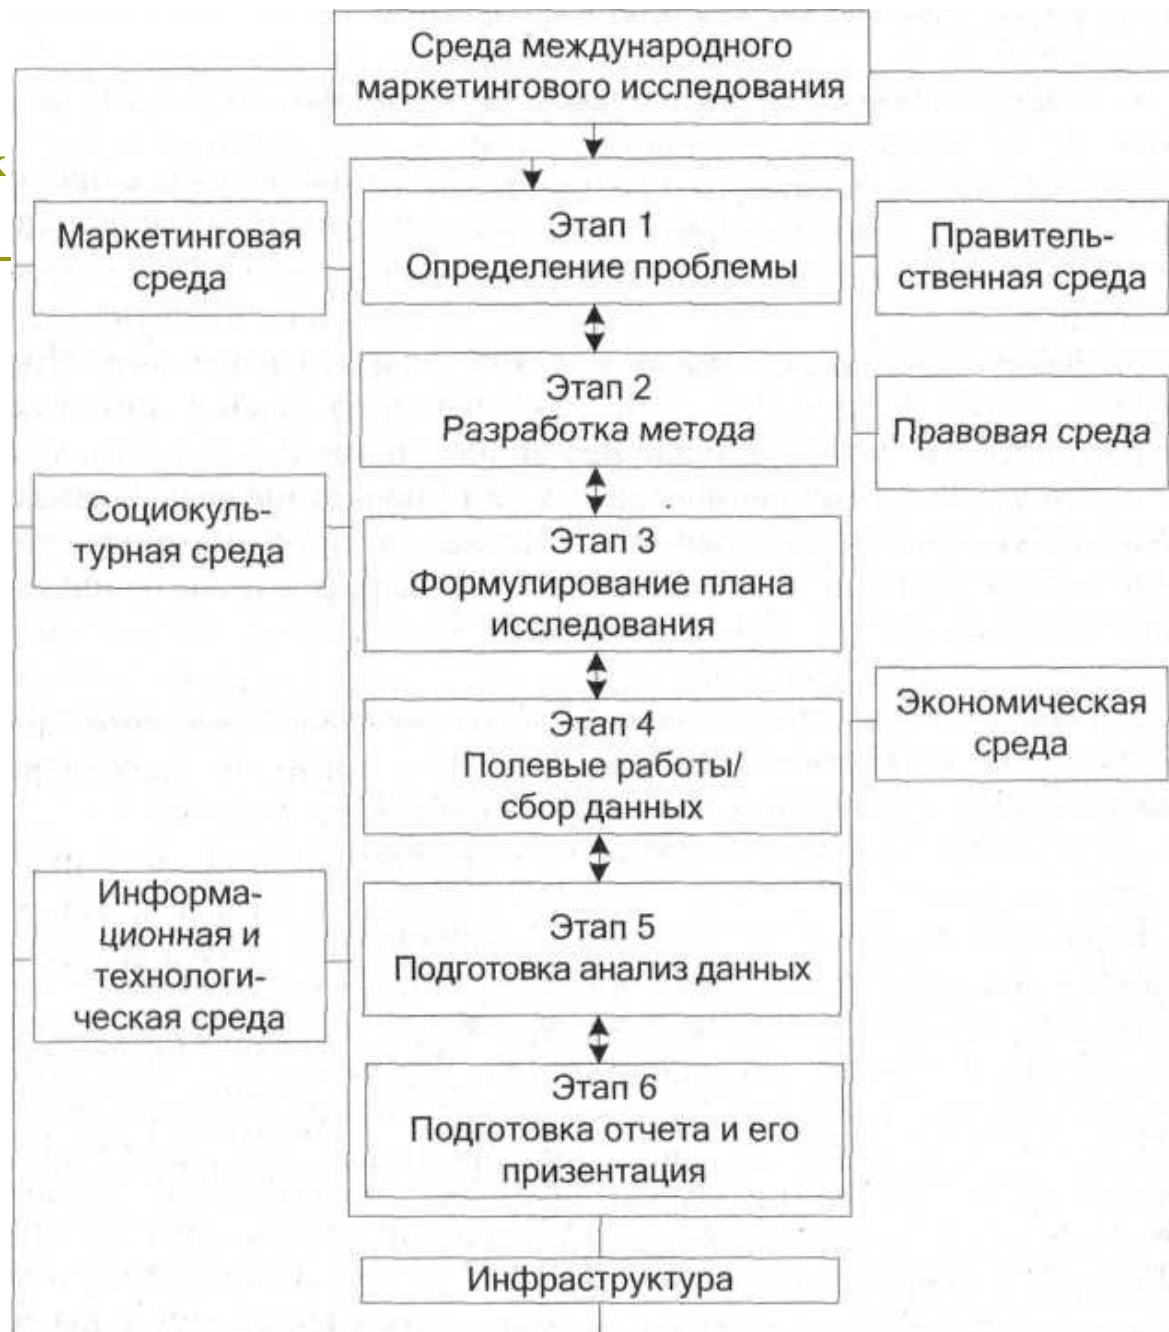 Среда международного
маркетингового исследования
к
Маркетинговая
среда
Этап 1
Определение проблемы
Правитель-
ственная среда
Этап 2
Разработка метода
Правовая среда
Социокуль-
турная среда
Этап 3
Формулирование плана
исследования
Этап 4
Полевые работы/
сбор данных
Экономическая
среда
Информа-
ционная и
технологи-
ческая среда
Этап 5
Подготовка анализ данных
Этап 6
Подготовка отчета и его
призентация
Инфраструктура